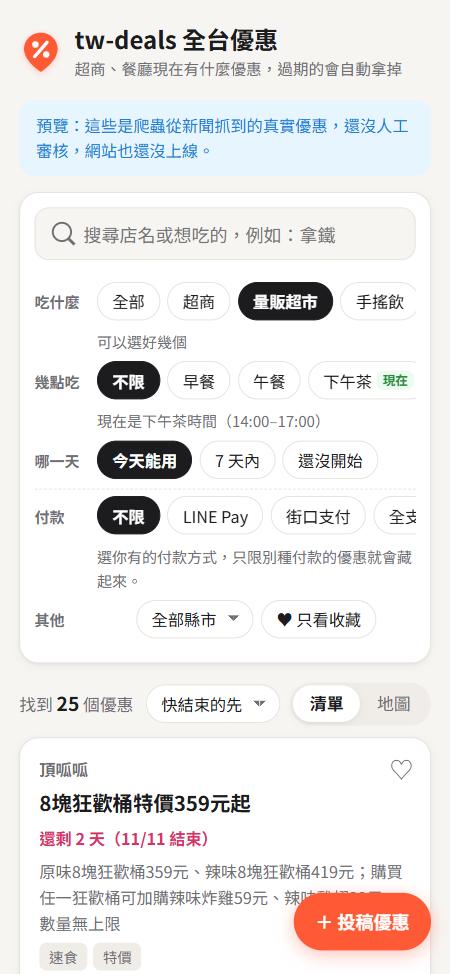 tw-deals 全台優惠
超商、餐廳現在有什麼優惠，過期的會自動拿掉
預覽：這些是爬蟲從新聞抓到的真實優惠，還沒人工
審核，網站也還沒上線。
搜尋店名或想吃的，例如：拿鐵
吃什麼 全部 超商 量販超市 手搖飲
可以選好幾個
幾點吃 不限 早餐 午餐 下午茶 現在
現在是下午茶時間（14:00–17:00）
哪一天 今天能用 7 天內 還沒開始
付款 不限 LINE Pay 街口支付 全支
選你有的付款方式，只限別種付款的優惠就會藏
起來。
其他 全部縣市 ♥ 只看收藏
找到 25 個優惠 快結束的先 清單 地圖
頂呱呱
8塊狂歡桶特價359元起
還剩 2 天（11/11 結束）
原味8塊狂歡桶359元、辣味8塊狂歡桶419元；購買
任一狂歡桶可加購辣味炸雞59元、辣味
數量無上限
＋ 投稿優惠
速食 特價